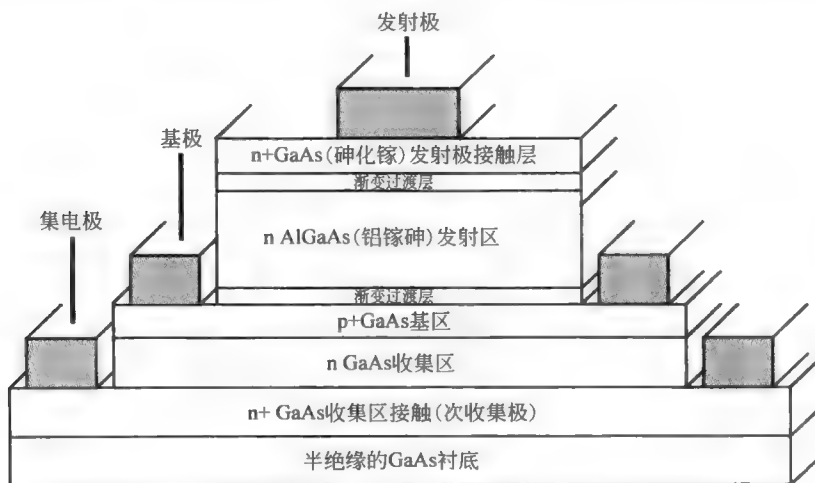 发射极
基极
n+GaAs(砷化镓)发射极接触层
渐变过渡层
集电极
n AlGaAs(铝镓砷)发射区
渐变过渡层
p+GaAs基区
n GaAs收集区
n+ GaAs收集区接触(次收集极)
半绝缘的GaAs衬底